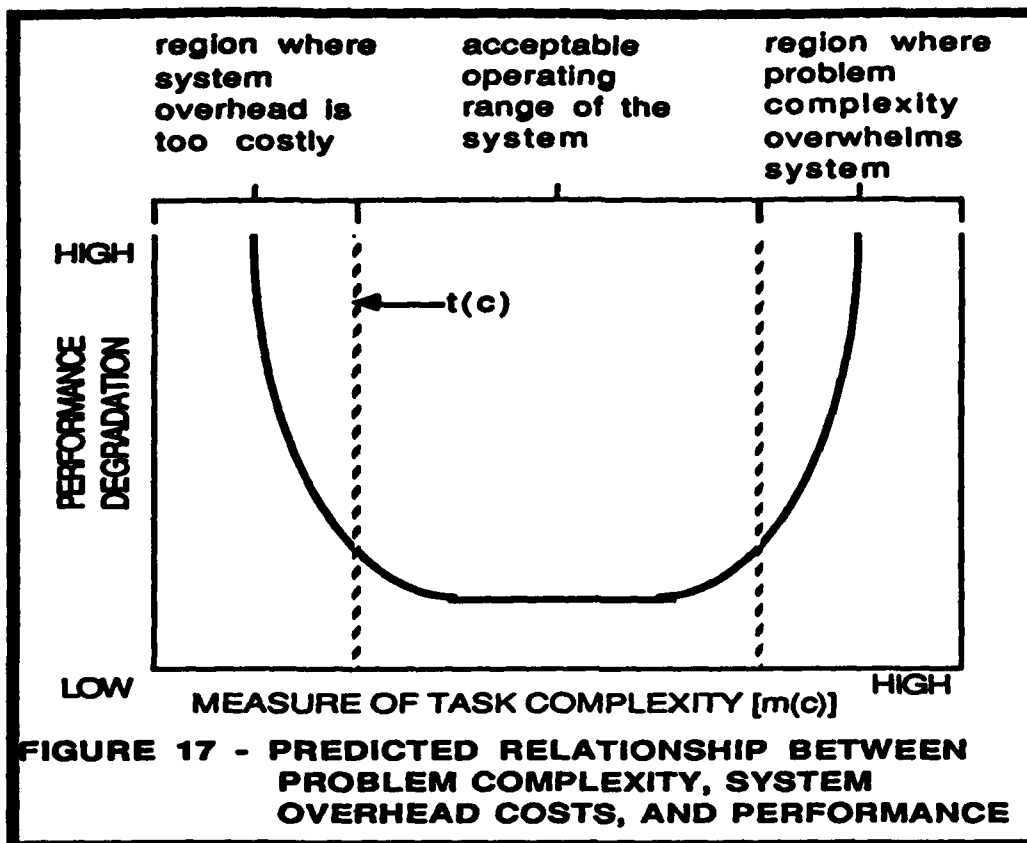 region where
system
overhead is
too costly
acceptable
operating
range of the
system
region where
problem
complexity
overwhelms
system
HIGH
t(c)
PERFORMANCE
DEGRADATION
LOW
HIGH
MEASURE OF TASK COMPLEXITY [m(c)]
FIGURE 17 - PREDICTED RELATIONSHIP BETWEEN
PROBLEM COMPLEXITY, SYSTEM
OVERHEAD COSTS, AND PERFORMANCE